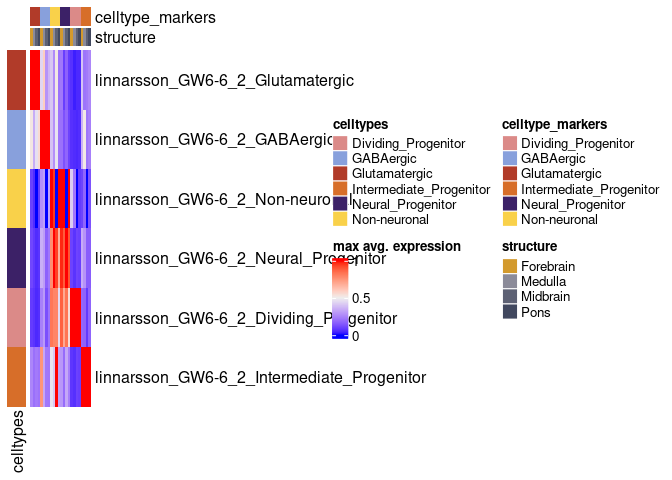 celltype_markers
structure
linnarsson_GW6-6_2_Glutamatergic
linnarsson_GW6-6_2_GABAergic
linnarsson_GW6-6_2_Non-neuronal
linnarsson_GW6-6_2_Neural_Progenitor
linnarsson_GW6-6_2_Dividing_Progenitor
linnarsson_GW6-6_2_Intermediate_Progenitor
celltypes
celltypes
Dividing_Progenitor
GABAergic
Glutamatergic
Intermediate_Progenitor
Neural_Progenitor
Non-neuronal
max avg. expression
1
0.5
0
celltype_markers
Dividing_Progenitor
GABAergic
Glutamatergic
Intermediate_Progenitor
Neural_Progenitor
Non-neuronal
structure
Forebrain
Medulla
Midbrain
Pons